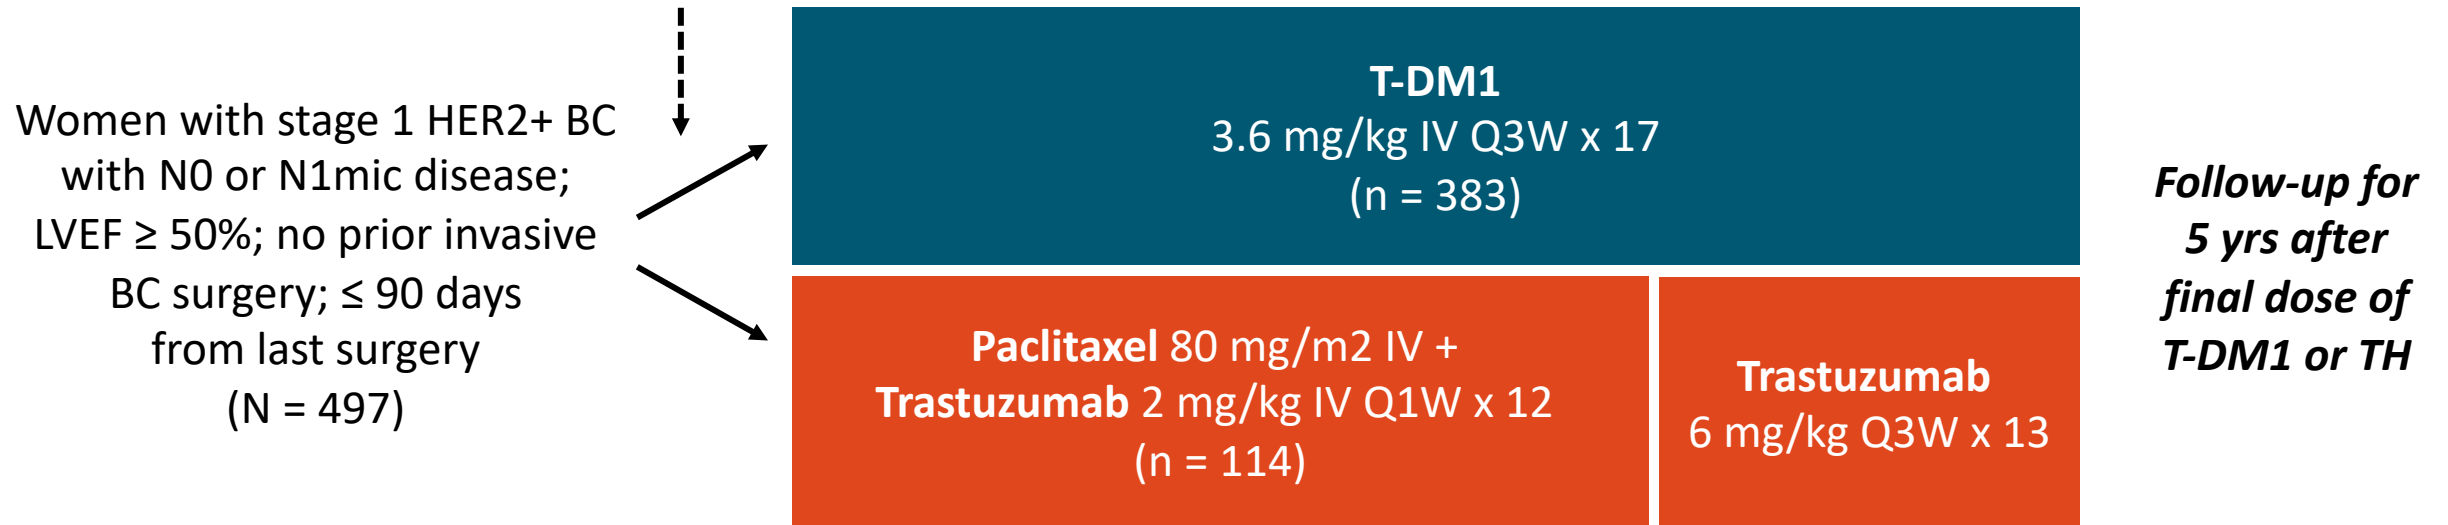 Women with stage 1 HER2+ BC
with N0 or N1mic disease;
LVEF ≥ 50%; no prior invasive
BC surgery; ≤ 90 days
from last surgery
(N = 497)
T-DM1
3.6 mg/kg IV Q3W x 17
(n = 383)
Paclitaxel 80 mg/m2 IV +
Trastuzumab 2 mg/kg IV Q1W x 12
(n = 114)
Trastuzumab
6 mg/kg Q3W x 13
Follow-up for
5 yrs after
final dose of
T-DM1 or TH